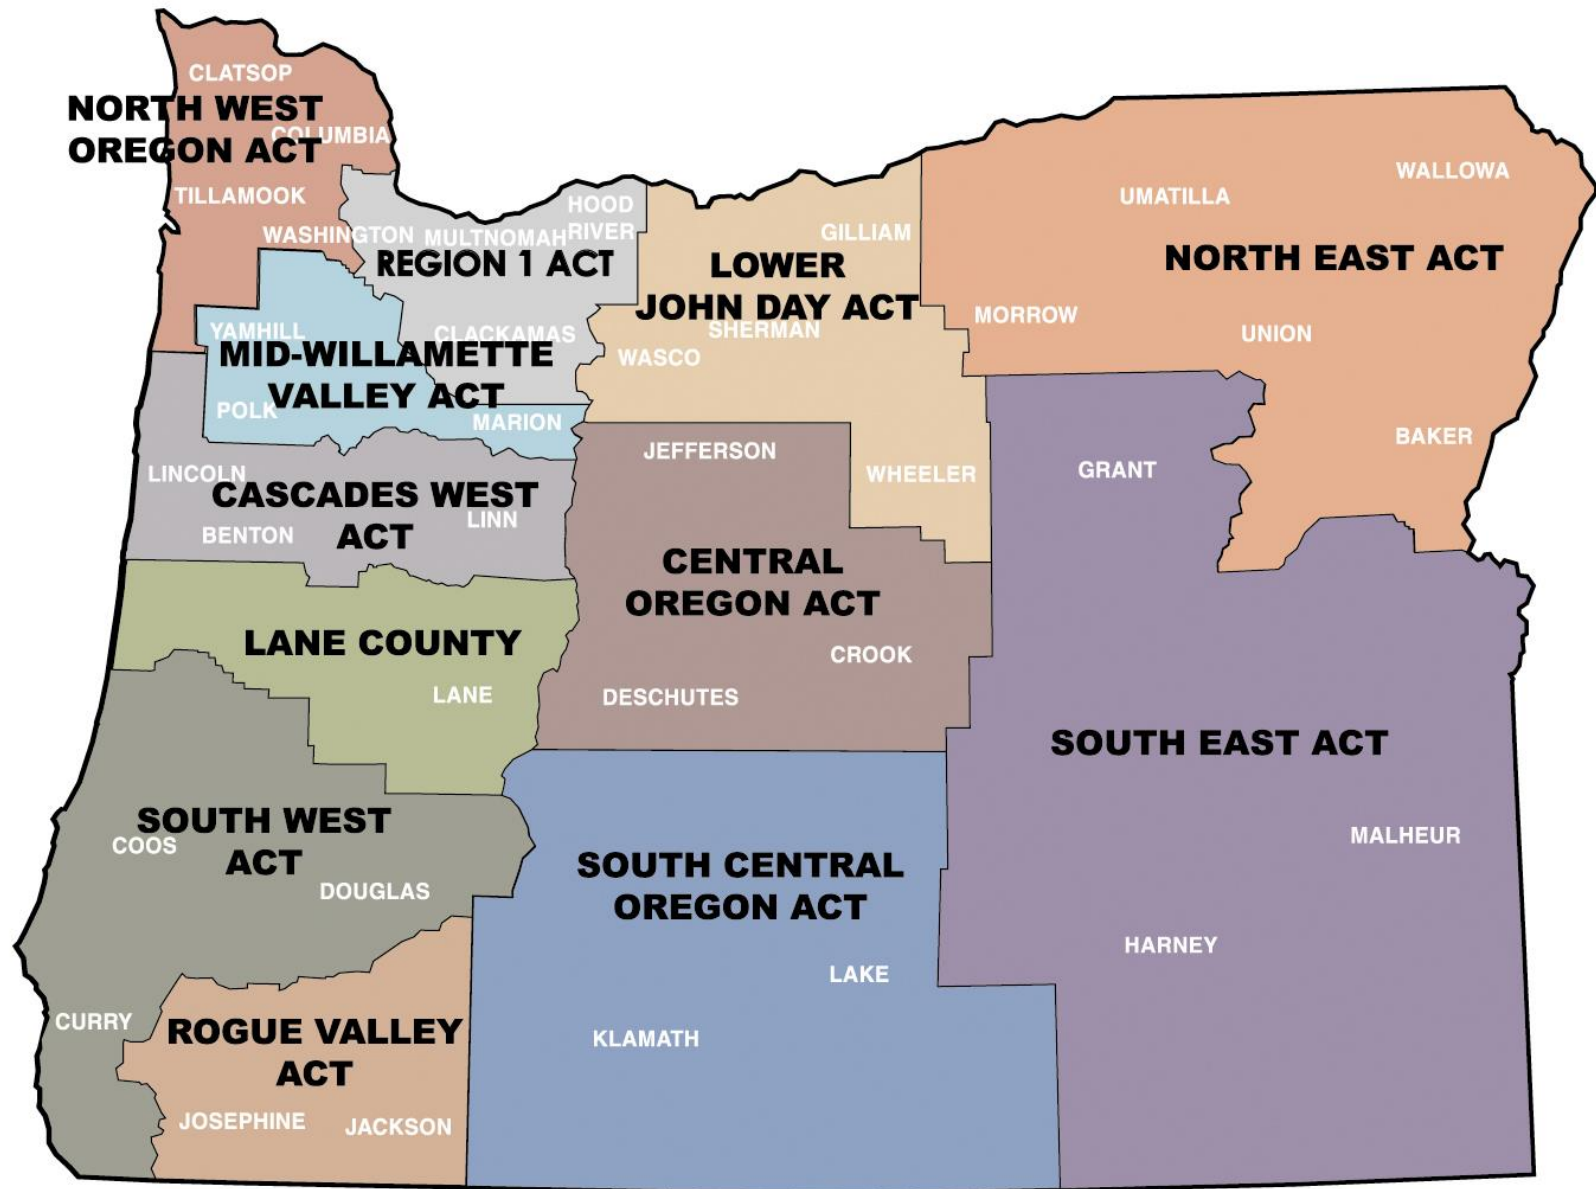 CLATSOP
NORTH WEST
OREGON ACT
COLUMBIA
TILLAMOOK
WASHINGTON
MULTNOMAH
HOOD
RIVER
REGION 1 ACT
CLACKAMAS
GILLIAM
LOWER
JOHN DAY ACT
SHERMAN
WASCO
WHEELER
WALLOWA
UMATILLA
NORTH EAST ACT
MORROW
UNION
BAKER
YAMHILL
MID-WILLAMETTE
VALLEY ACT
POLK
MARION
LINCOLN
CASCADES WEST
ACT
LINN
BENTON
JEFFERSON
CENTRAL
OREGON ACT
CROOK
DESCHUTES
GRANT
SOUTH EAST ACT
MALHEUR
HARNEY
LANE COUNTY
LANE
SOUTH WEST
ACT
COOS
DOUGLAS
CURRY
SOUTH CENTRAL
OREGON ACT
LAKE
KLAMATH
ROGUE VALLEY
ACT
JOSEPHINE
JACKSON